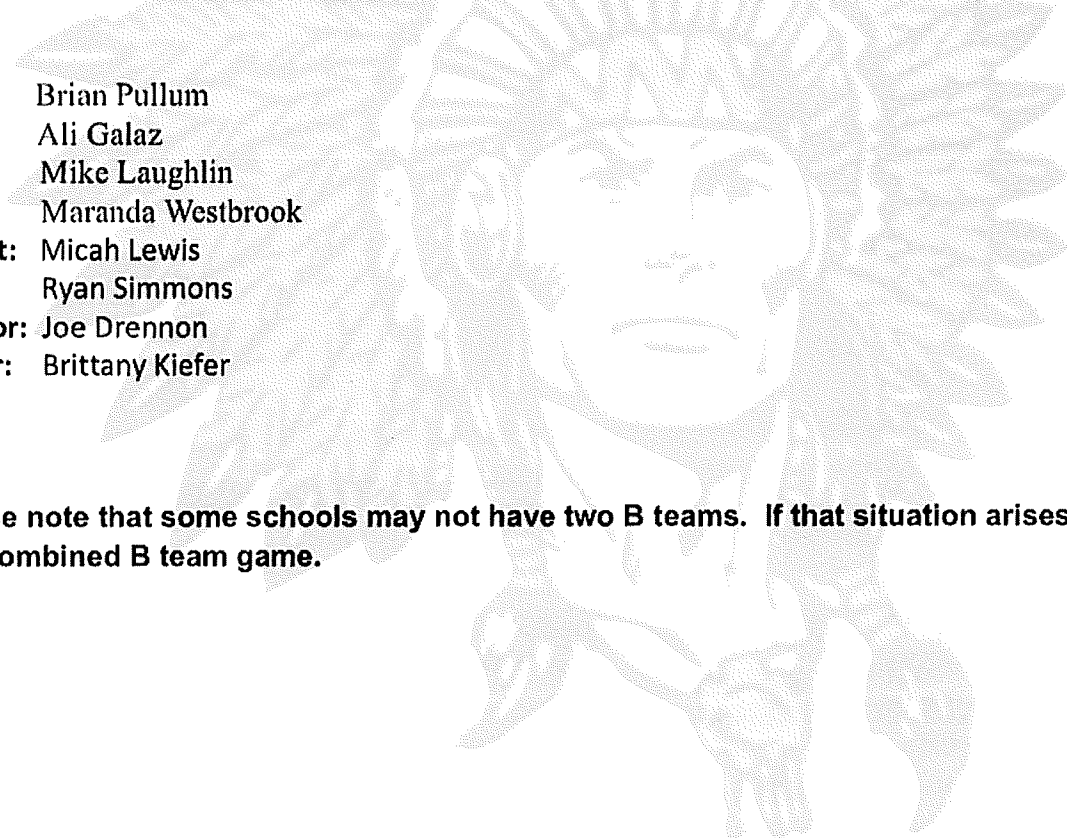 Brian Pullum
Ali Galaz
Mike Laughlin
Maranda Westbrook
t: Micah Lewis
Ryan Simmons
or: Joe Drennon
r: Brittany Kiefer
e note that some schools may not have two B teams. If that situation arises
ombined B team game.